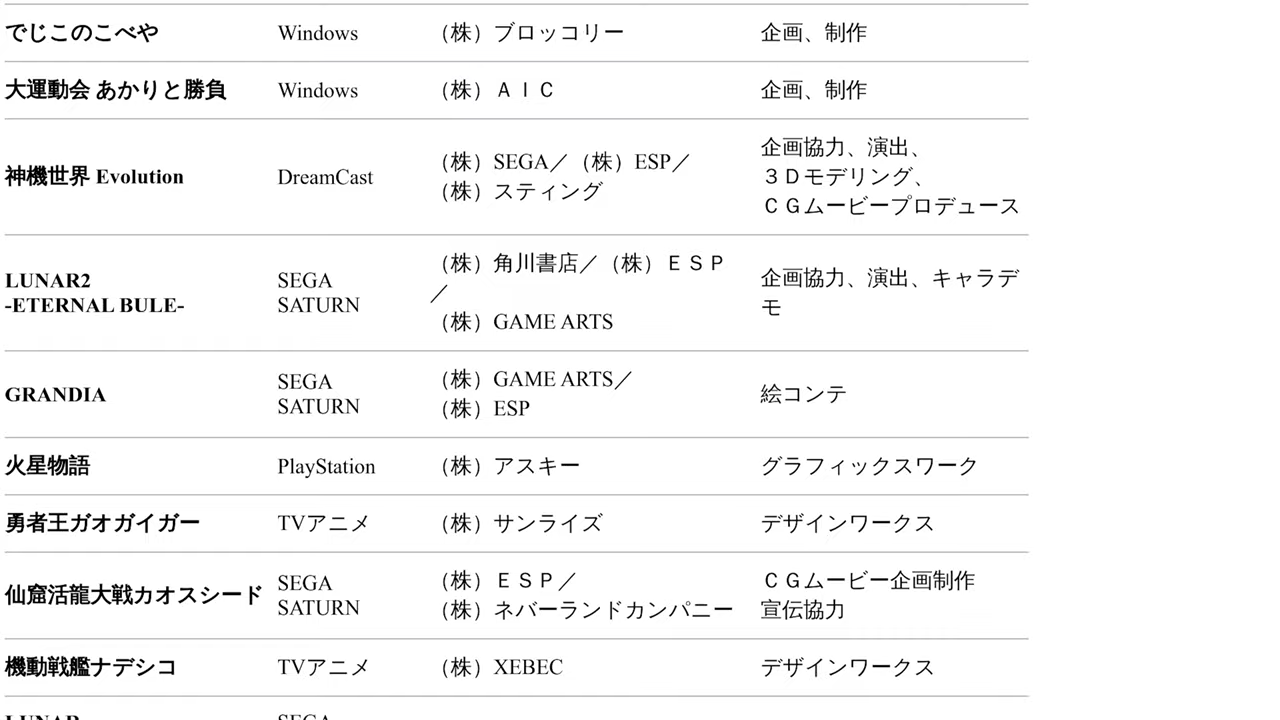 でじこのこべや Windows （株）ブロッコリー 企画、制作
大運動会 あかりと勝負 Windows （株）ＡＩＣ 企画、制作
神機世界 Evolution DreamCast （株）SEGA／（株）ESP／
（株）スティング 企画協力、演出、
３Ｄモデリング、
ＣＧムービープロデュース
LUNAR2
-ETERNAL BULE- SEGA
SATURN （株）角川書店／（株）ＥＳＰ
／
（株）GAME ARTS 企画協力、演出、キャラデ
モ
GRANDIA SEGA
SATURN （株）GAME ARTS／
（株）ESP 絵コンテ
火星物語 PlayStation （株）アスキー グラフィックスワーク
勇者王ガオガイガー TVアニメ （株）サンライズ デザインワークス
仙窟活龍大戦カオスシード SEGA
SATURN （株）ＥＳＰ／
（株）ネバーランドカンパニー ＣＧムービー企画制作
宣伝協力
機動戦艦ナデシコ TVアニメ （株）XEBEC デザインワークス
LUNAR SEGA